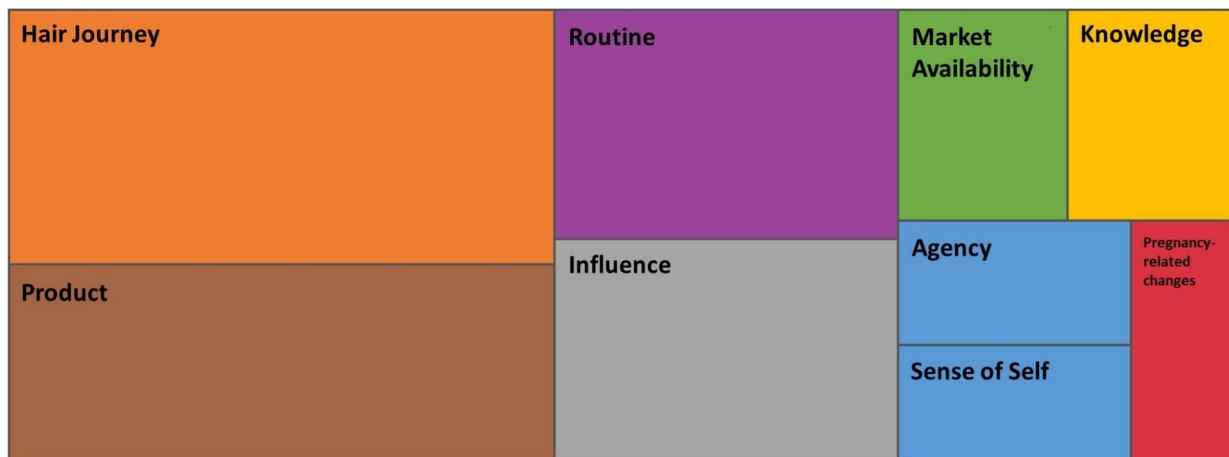 Hair Journey
Routine
Market
Availability
Knowledge
Product
Influence
Agency
Pregnancy-
related
changes
Sense of Self